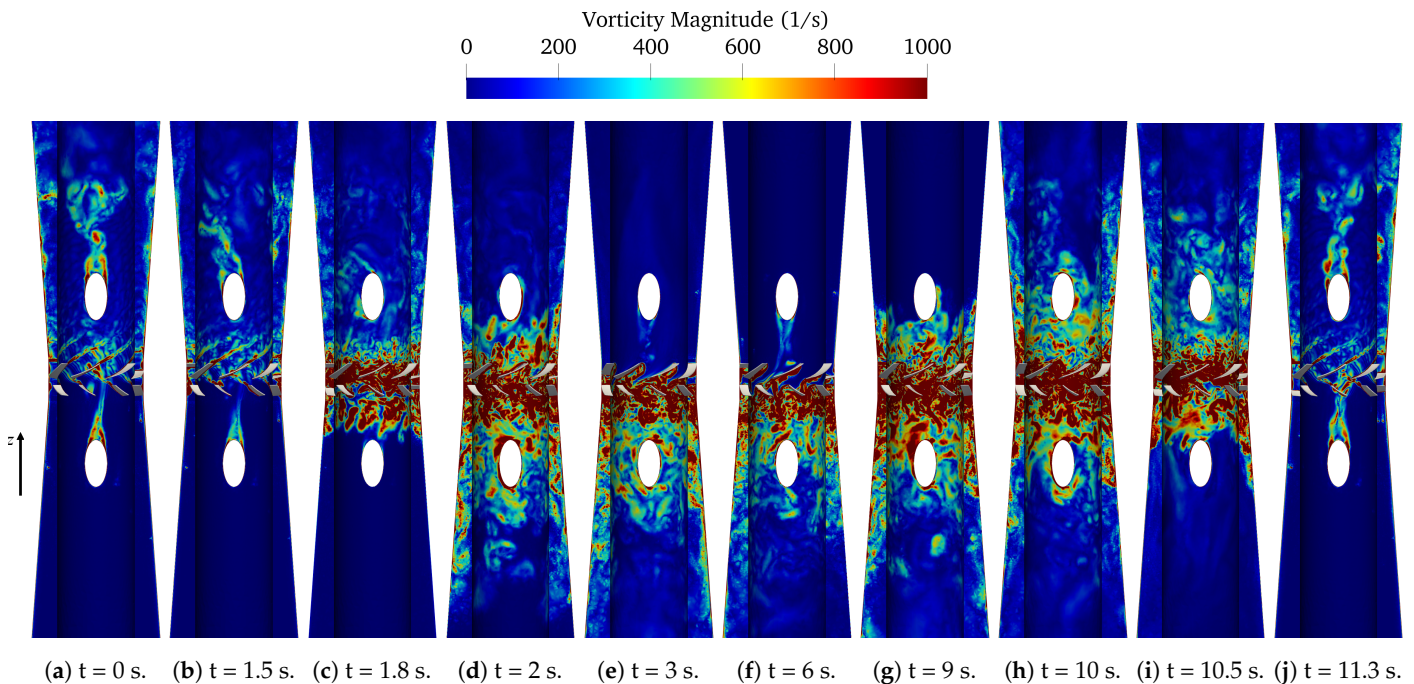 Vorticity Magnitude (1/s)
0 200 400 600 800 1000
z
(a) t = 0 s. (b) t = 1.5 s. (c) t = 1.8 s. (d) t = 2 s. (e) t = 3 s. (f) t = 6 s. (g) t = 9 s. (h) t = 10 s. (i) t = 10.5 s. (j) t = 11.3 s.